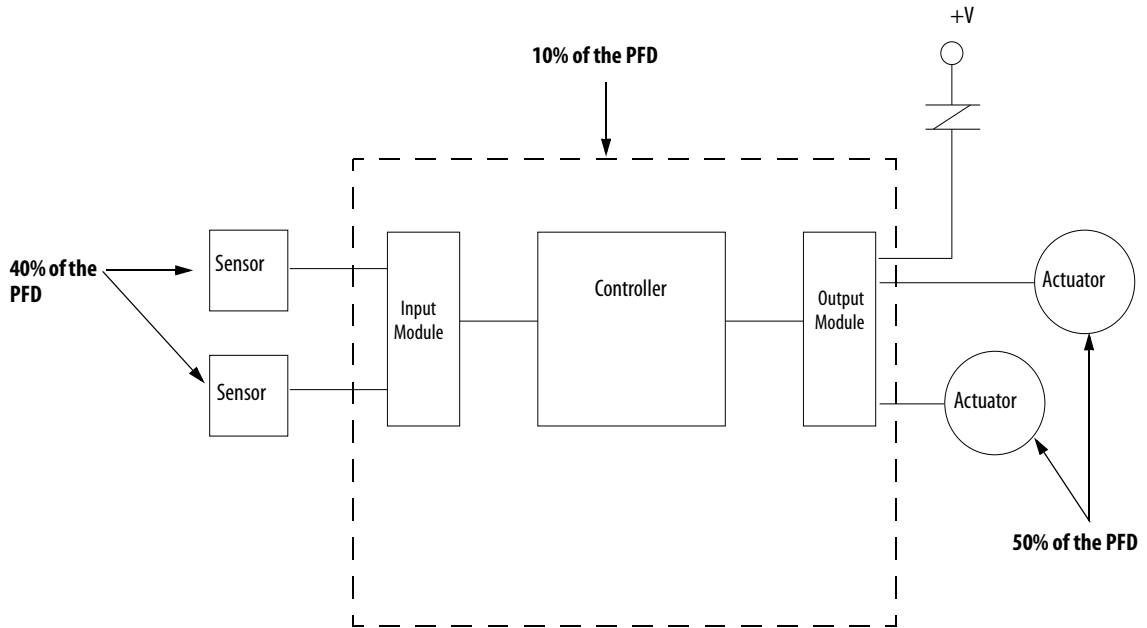 +V
10% of the PFD
40% of the
PFD
Sensor
Sensor
Input
Module
Controller
Output
Module
Actuator
Actuator
50% of the PFD